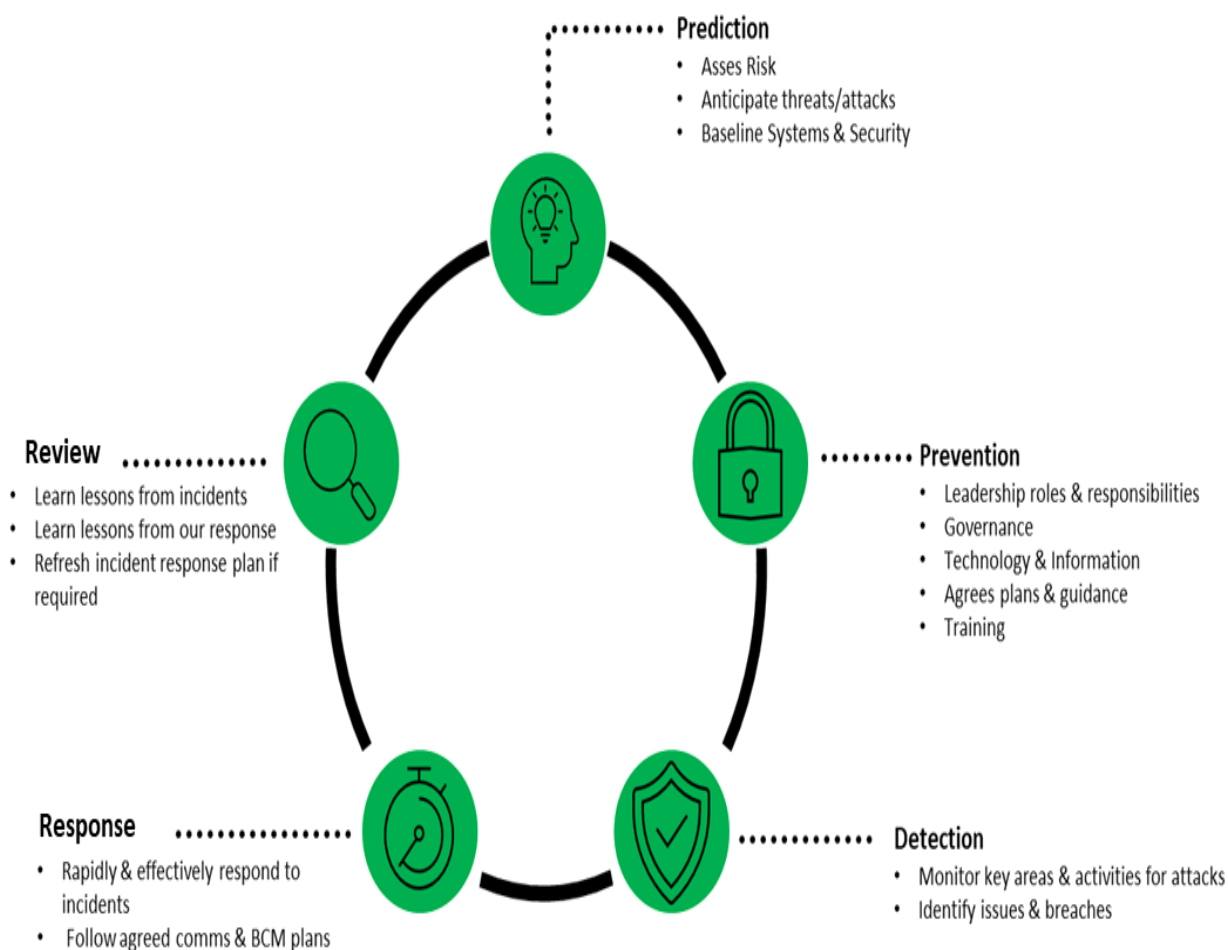 Prediction
• Asses Risk
• Anticipate threats/attacks
• Baseline Systems & Security
Prevention
• Leadership roles & responsibilities
• Governance
• Technology & Information
• Agrees plans & guidance
• Training
Detection
• Monitor key areas & activities for attacks
• Identify issues & breaches
Response
• Rapidly & effectively respond to
incidents
• Follow agreed comms & BCM plans
Review
• Learn lessons from incidents
• Learn lessons from our response
• Refresh incident response plan if
required